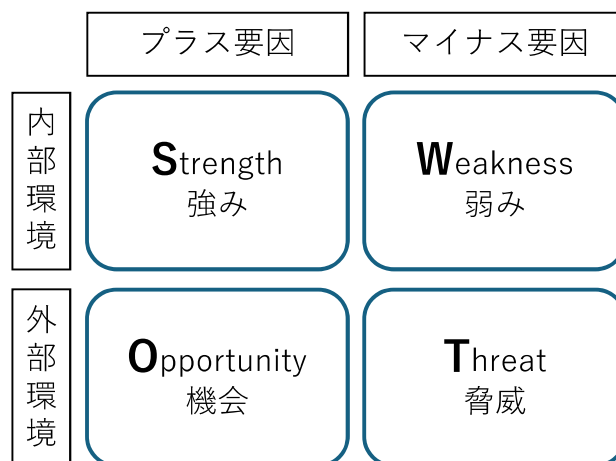 プラス要因
マイナス要因
内部環境
Strength
強み
Weakness
弱み
外部環境
Opportunity
機会
Threat
脅威